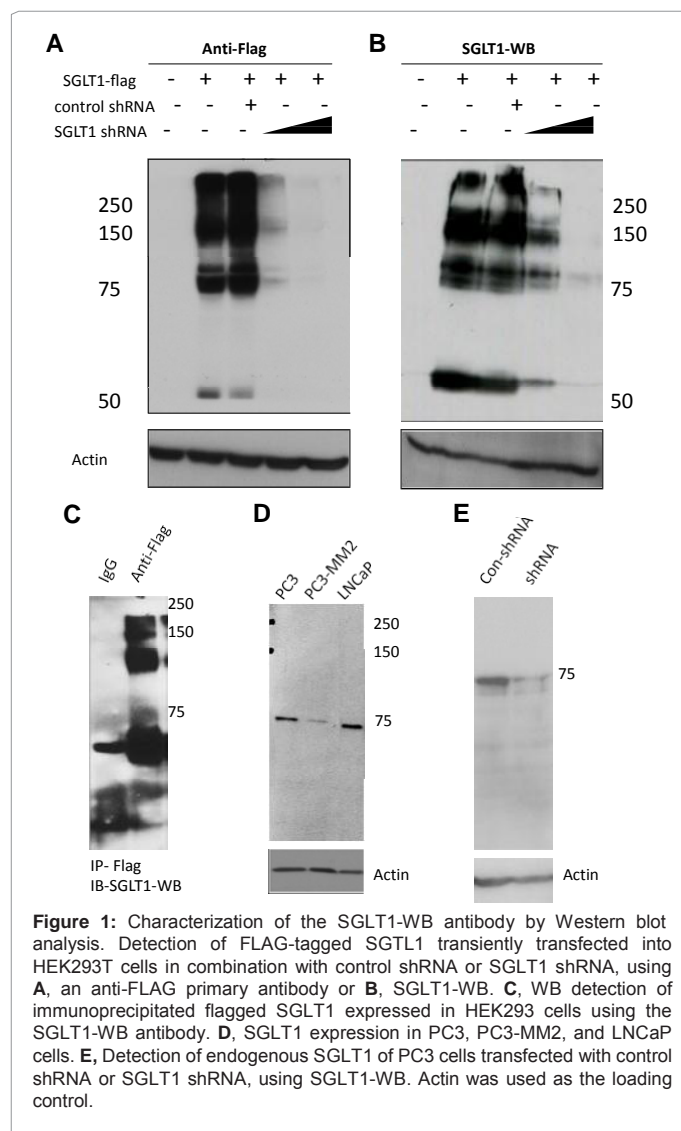 A
Anti-Flag
SGLT1-flag - + + + +
control shRNA - - + - -
SGLT1 shRNA - - -
250
150
75
50
Actin
B
SGLT1-WB
- + + + +
- - + - -
- - -
250
150
75
50
C
IgG
Anti-Flag
250
150
75
IP- Flag
IB-SGLT1-WB
D
PC3
PC3-MM2
LNCaP
250
150
75
Actin
E
Con-shRNA
shRNA
75
Actin
Figure 1: Characterization of the SGLT1-WB antibody by Western blot
analysis. Detection of FLAG-tagged SGTL1 transiently transfected into
HEK293T cells in combination with control shRNA or SGLT1 shRNA, using
A, an anti-FLAG primary antibody or B, SGLT1-WB. C, WB detection of
immunoprecipitated flagged SGLT1 expressed in HEK293 cells using the
SGLT1-WB antibody. D, SGLT1 expression in PC3, PC3-MM2, and LNCaP
cells. E, Detection of endogenous SGLT1 of PC3 cells transfected with control
shRNA or SGLT1 shRNA, using SGLT1-WB. Actin was used as the loading
control.